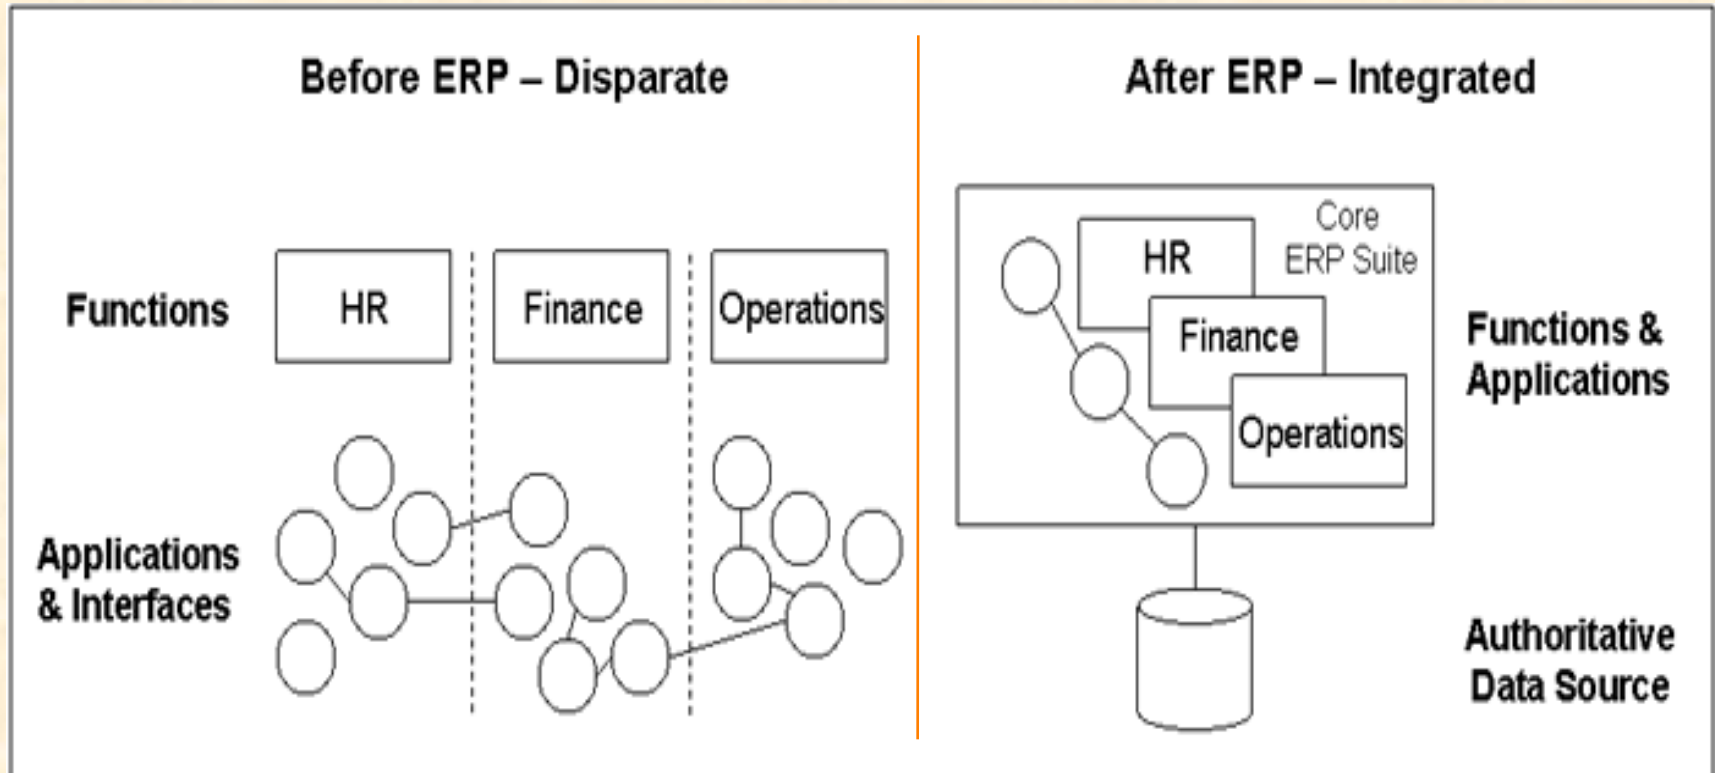 Before ERP – Disparate
Functions
HR
Finance
Operations
Applications
& Interfaces
After ERP – Integrated
Core
ERP Suite
HR
Finance
Operations
Functions &
Applications
Authoritative
Data Source